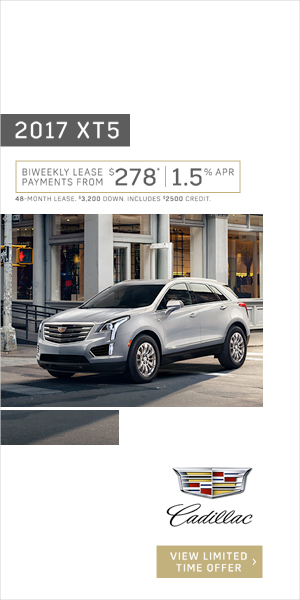 2017 XT5
BIWEEKLY LEASE
PAYMENTS FROM $278* 1.5% APR
48-MONTH LEASE. $3,200 DOWN. INCLUDES $2500 CREDIT.
Cadillac
VIEW LIMITED
TIME OFFER ›